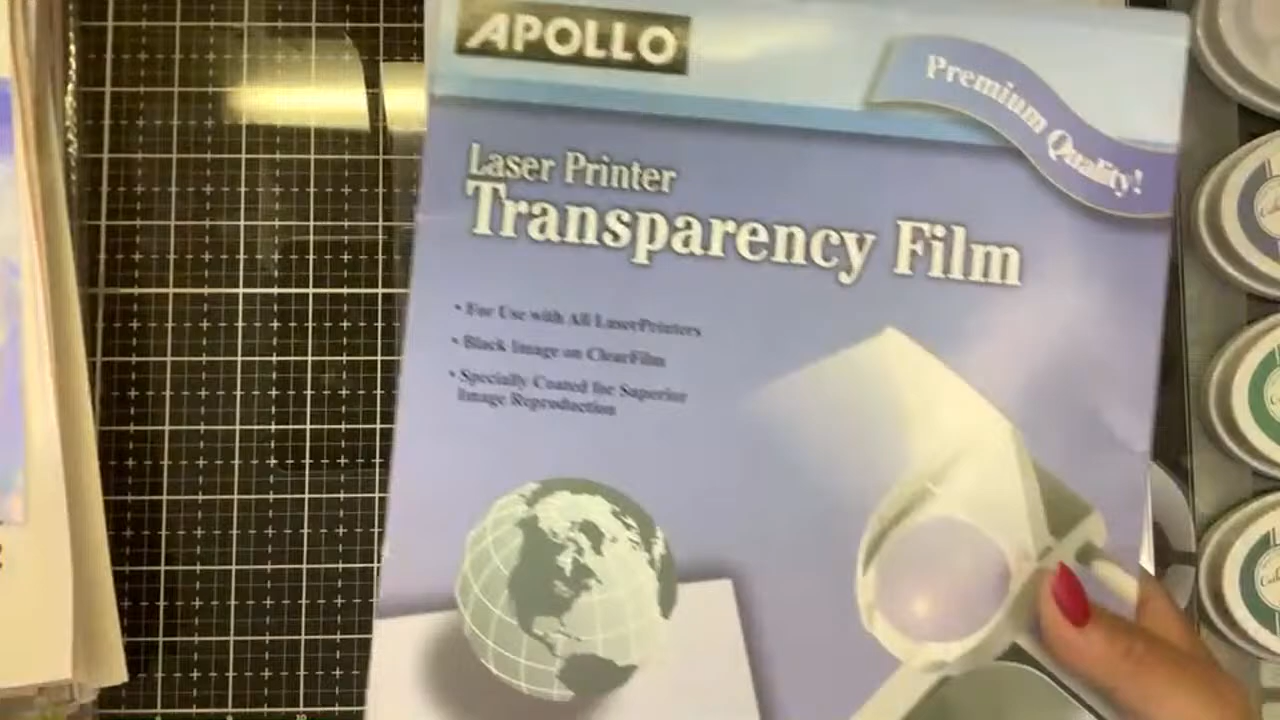 APOLLO
Premium Quality!
Laser Printer
Transparency Film
• For Use with All LaserPrinters
• Black Image on ClearFilm
• Specially Coated for Superior
Image Reproduction